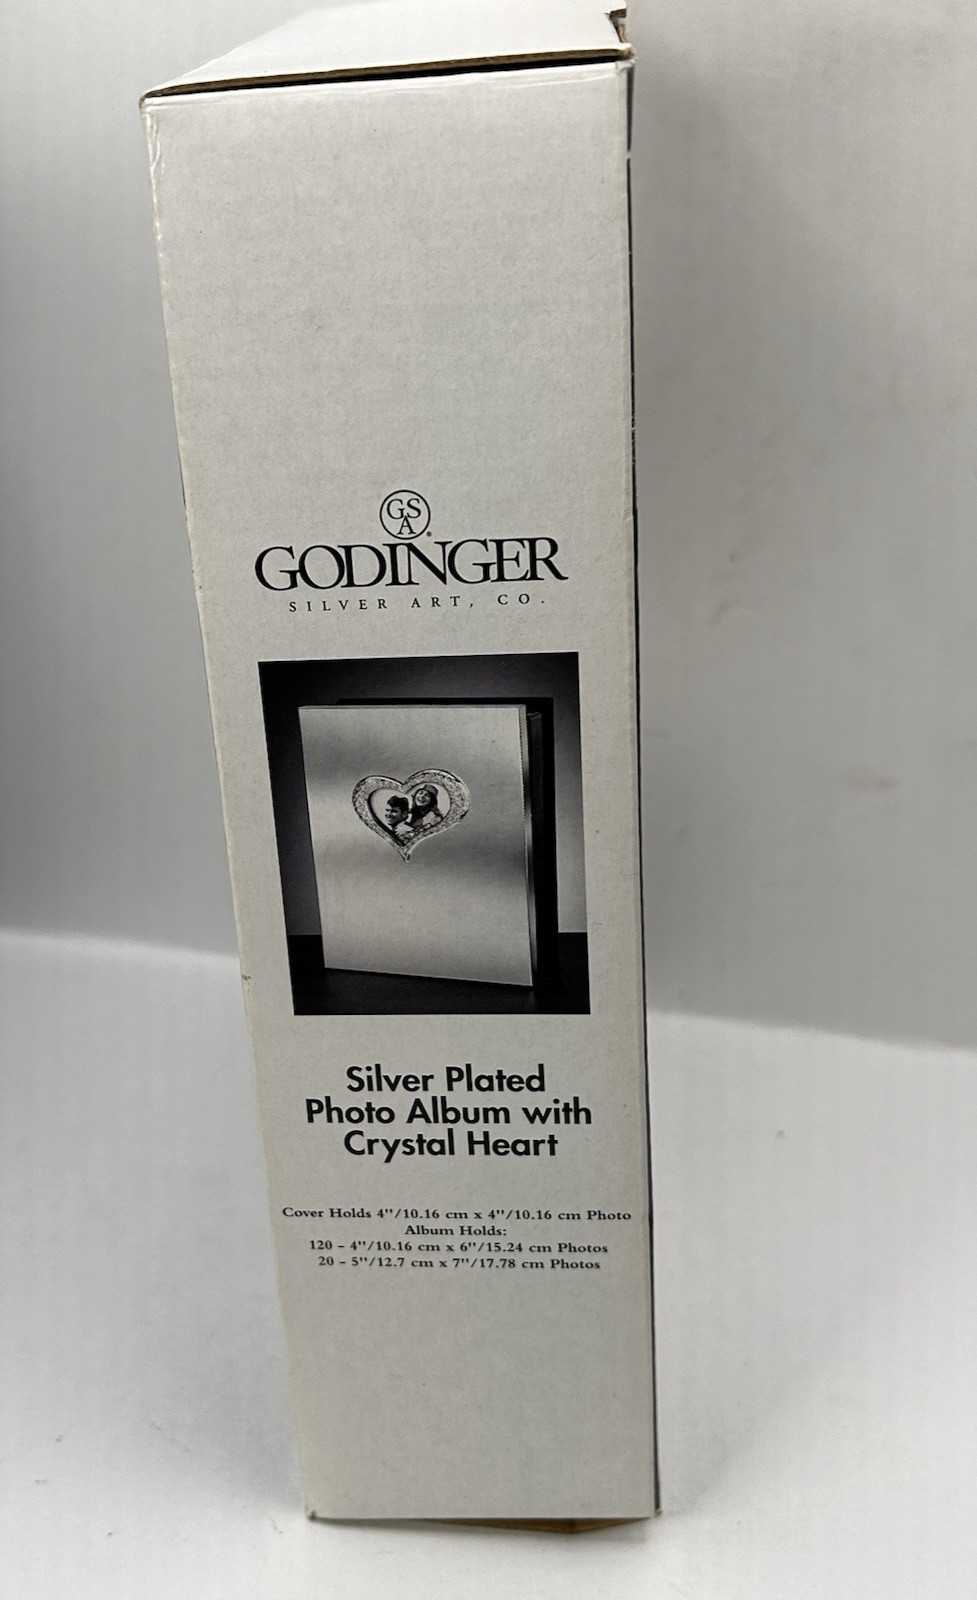 GS
A
GODINGER
SILVER ART, CO.
Silver Plated
Photo Album with
Crystal Heart
Cover Holds 4"/10.16 cm x 4"/10.16 cm Photo
Album Holds:
120 – 4"/10.16 cm x 6"/15.24 cm Photos
20 – 5"/12.7 cm x 7"/17.78 cm Photos